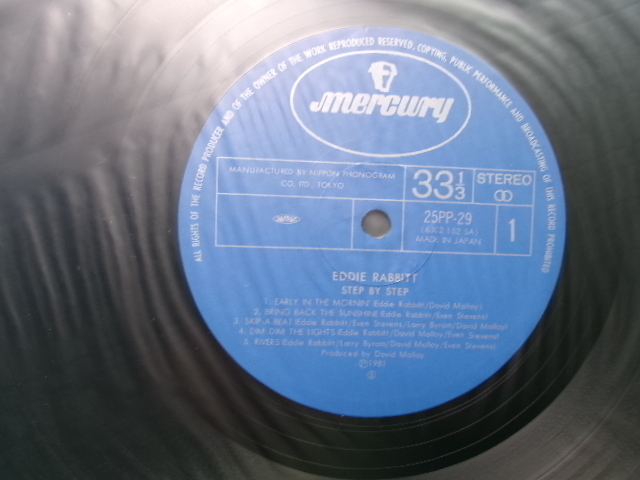 ALL RIGHTS OF THE RECORD PRODUCER AND OF THE OWNER OF THE WORK REPRODUCED RESERVED, COPYING, PUBLIC PERFORMANCE AND BROADCASTING OF THIS RECORD PROHIBITED
mercury
MANUFACTURED BY NIPPON PHONOGRAM
CO., LTD., TOKYO
33 1/3
STEREO
25PP-29
MADE IN JAPAN
1
EDDIE RABBITT
STEP BY STEP
1. EARLY IN THE MORNIN' (Eddie Rabbitt/David Malloy)
2. BRING BACK THE SUNSHINE (Eddie Rabbitt/Even Stevens)
3. SKIP A BEAT (Eddie Rabbitt/Even Stevens/Larry Byrom/David Malloy)
4. DIM DIM THE LIGHTS (Eddie Rabbitt/David Malloy/Even Stevens)
5. RIVERS (Eddie Rabbitt/Larry Byrom/David Malloy/Even Stevens)
Produced by David Malloy
Ⓟ1981